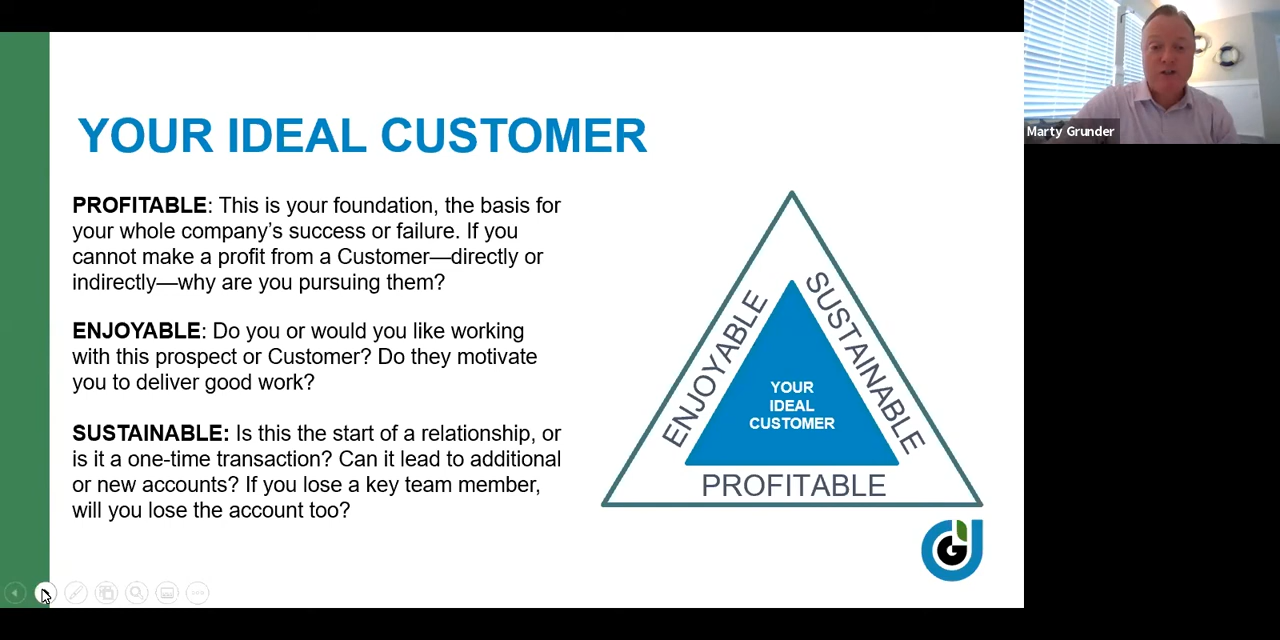 YOUR IDEAL CUSTOMER
PROFITABLE: This is your foundation, the basis for
your whole company’s success or failure. If you
cannot make a profit from a Customer—directly or
indirectly—why are you pursuing them?
ENJOYABLE: Do you or would you like working
with this prospect or Customer? Do they motivate
you to deliver good work?
SUSTAINABLE: Is this the start of a relationship, or
is it a one-time transaction? Can it lead to additional
or new accounts? If you lose a key team member,
will you lose the account too?
ENJOYABLE
SUSTAINABLE
YOUR
IDEAL
CUSTOMER
PROFITABLE
G
Marty Grunder